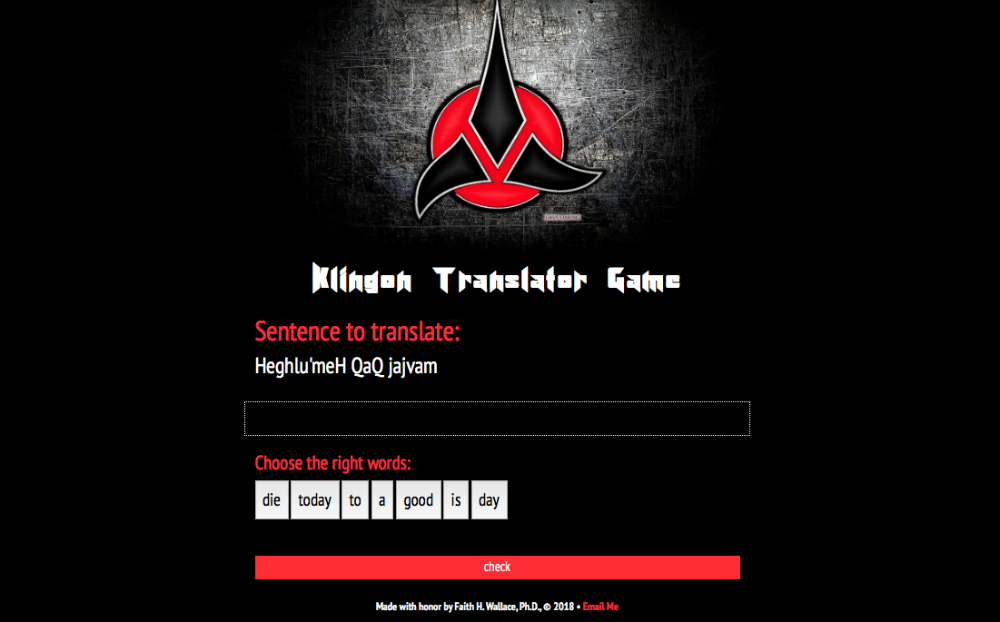 Klingon Translator Game
Sentence to translate:
Heghlu'meH QaQ jajvam
Choose the right words:
die today to a good is day
check
Made with honor by Faith H. Wallace, Ph.D., © 2018 • Email Me